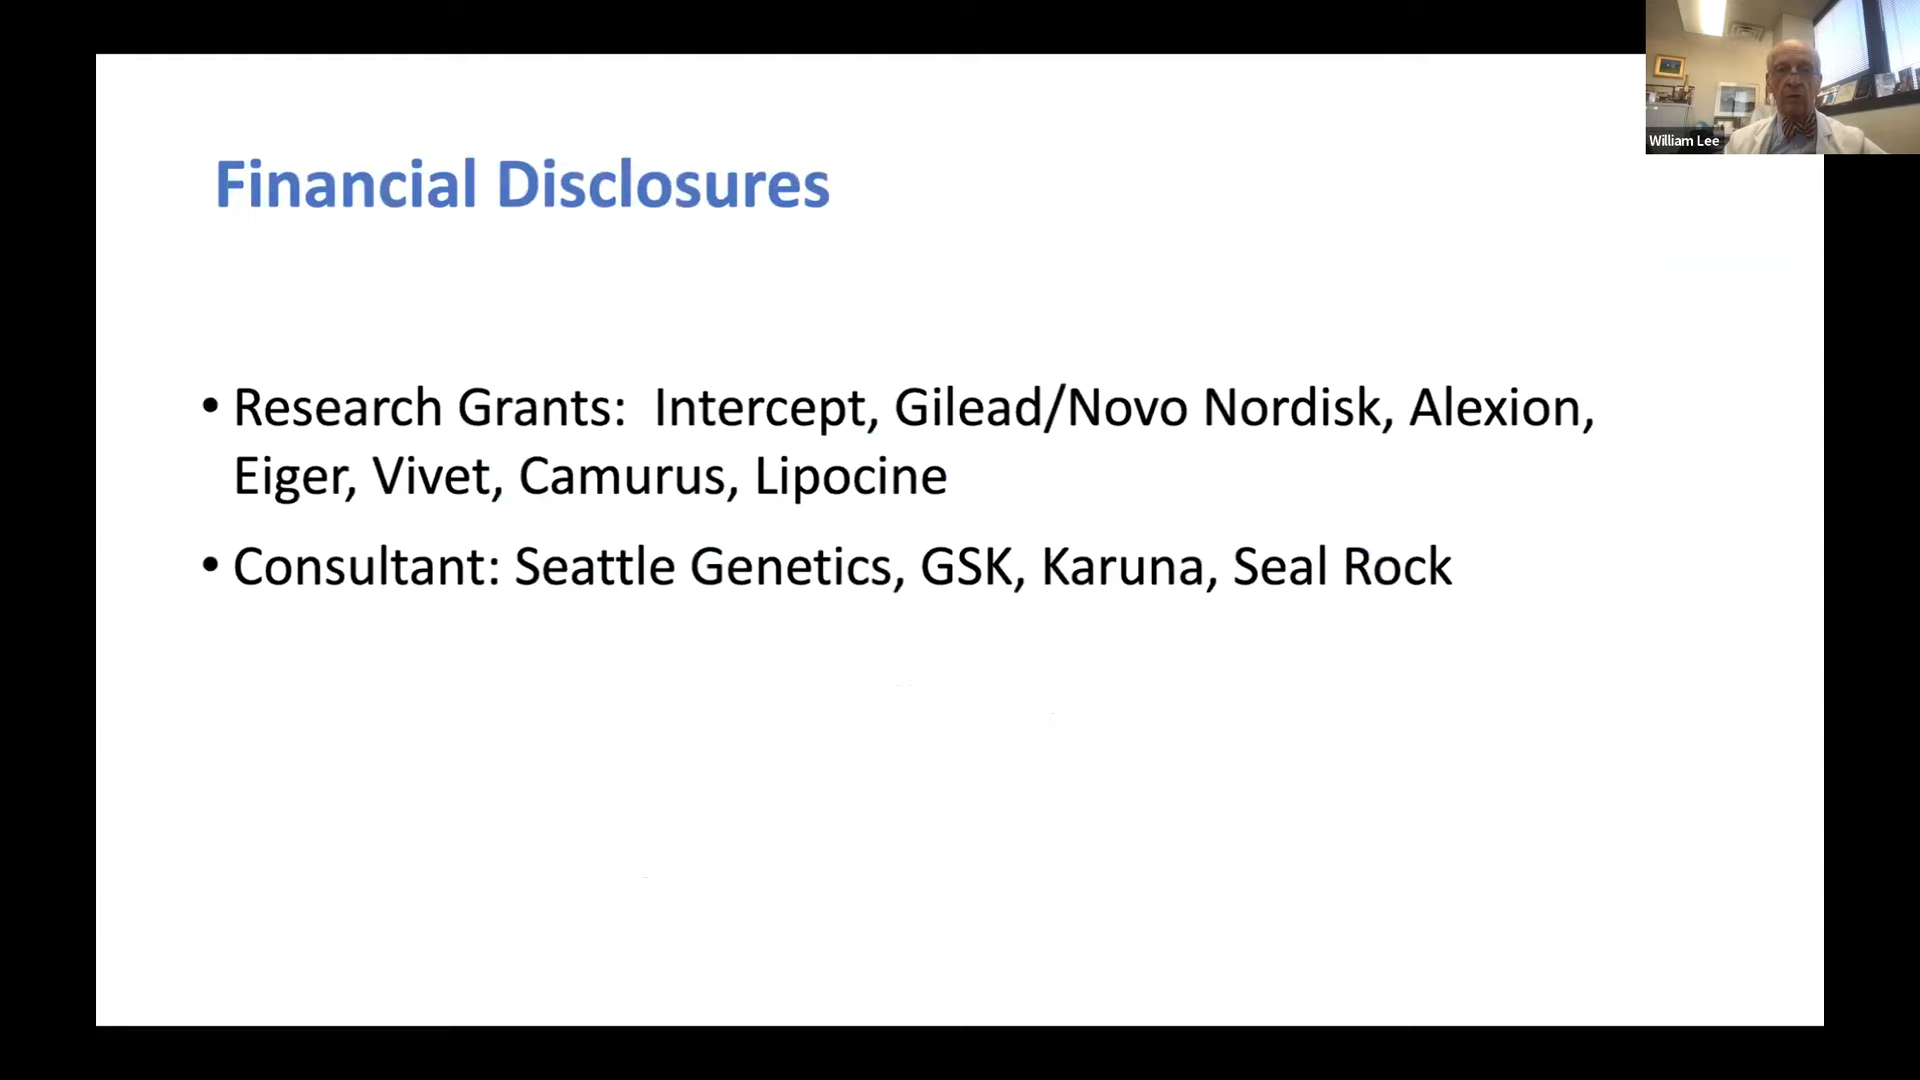 Financial Disclosures
• Research Grants:  Intercept, Gilead/Novo Nordisk, Alexion,
Eiger, Vivet, Camurus, Lipocine
• Consultant: Seattle Genetics, GSK, Karuna, Seal Rock
William Lee